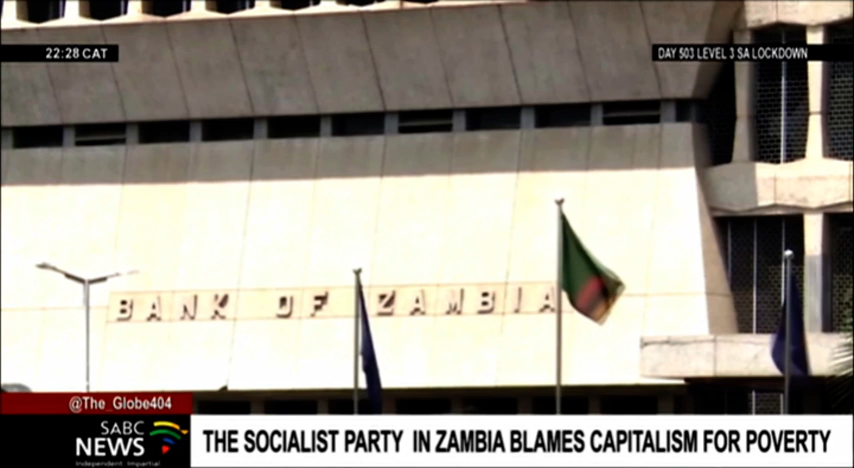 22:28 CAT
DAY 503 LEVEL 3 SA LOCKDOWN
BANK OF ZAMBIA
@The_Globe404
SABC
NEWS
Independent Impartial
THE SOCIALIST PARTY IN ZAMBIA BLAMES CAPITALISM FOR POVERTY